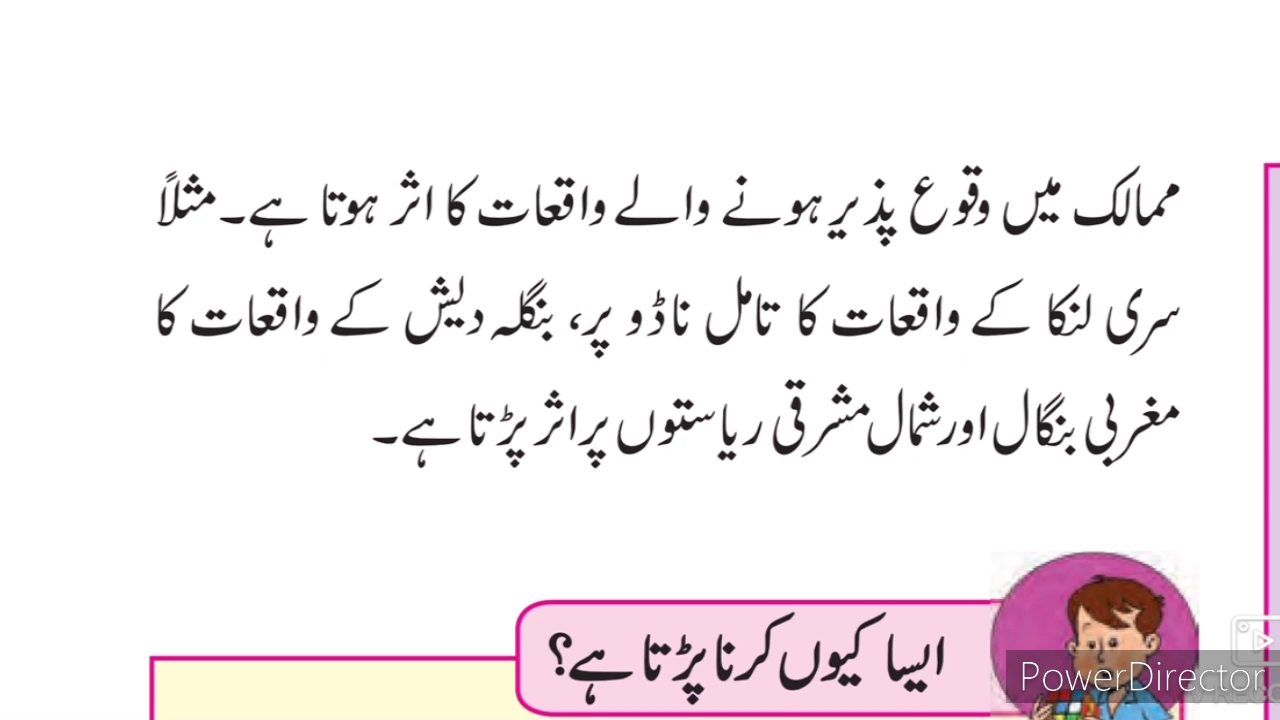 ممالک میں وقوع پذیر ہونے والے واقعات کا اثر ہوتا ہے۔ مثلاً
سری لنکا کے واقعات کا تامل ناڈو پر، بنگلہ دیش کے واقعات کا
مغربی بنگال اور شمال مشرقی ریاستوں پر اثر پڑتا ہے۔
ایسا کیوں کرنا پڑتا ہے؟
PowerDirector